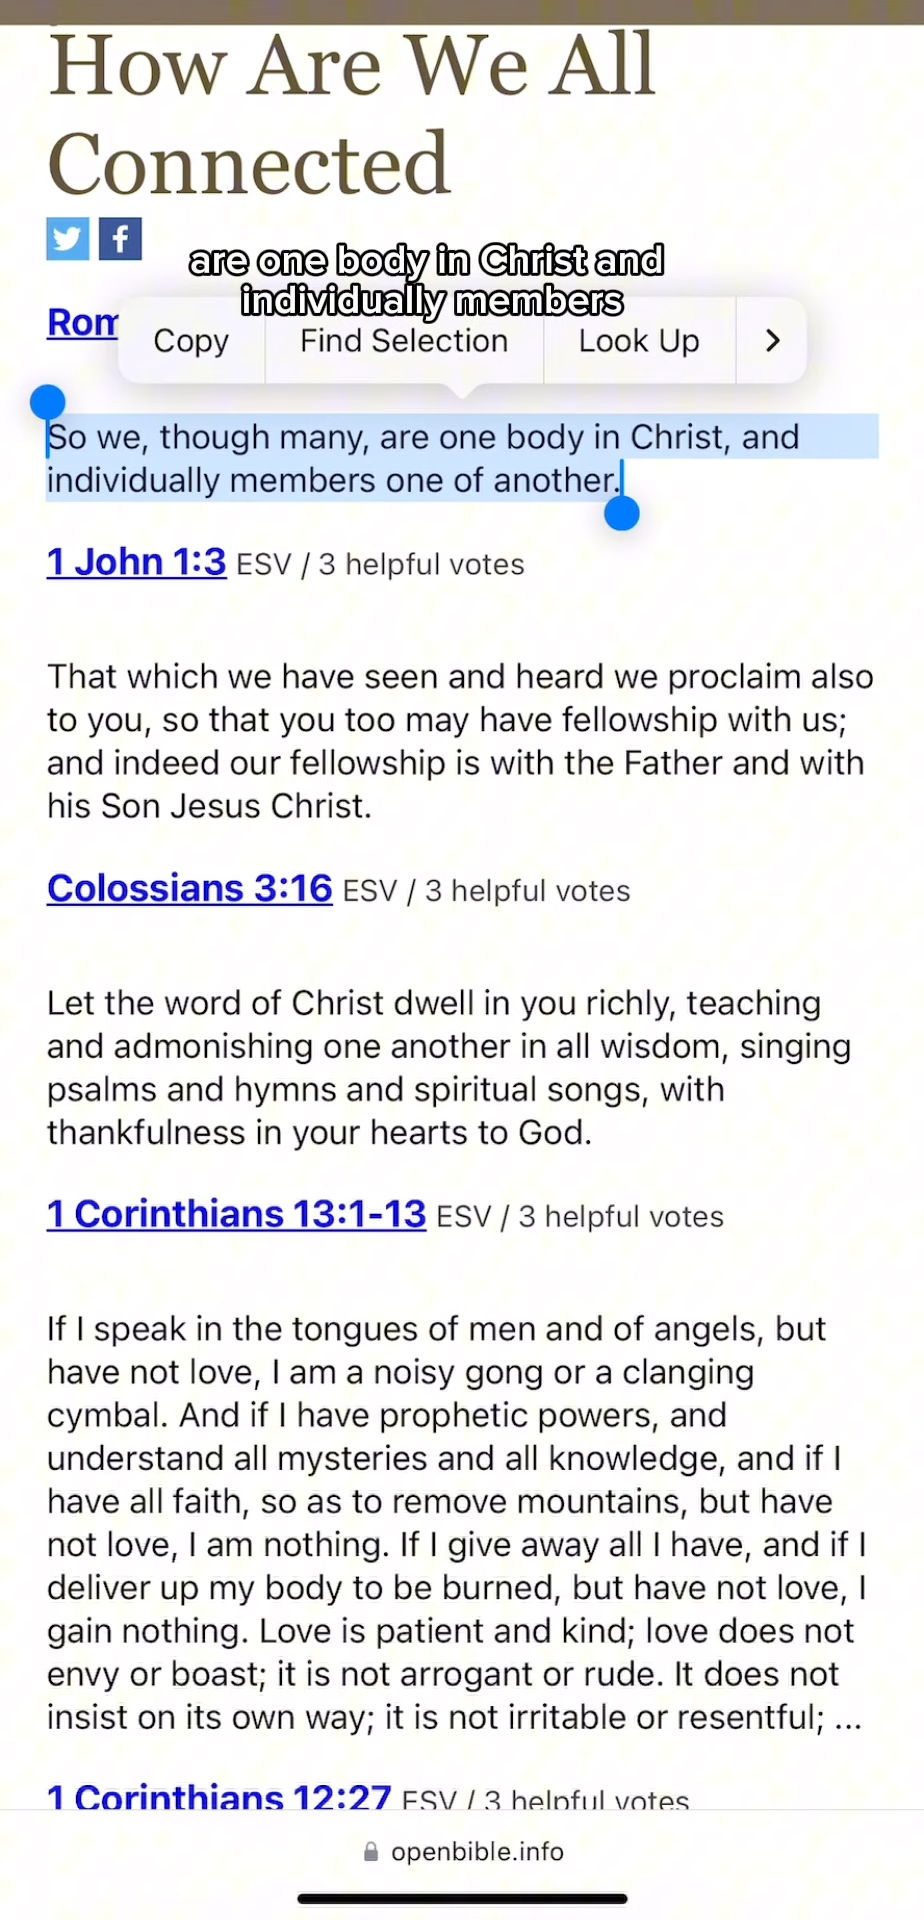 How Are We All
Connected
are one body in Christ and
individually members
Rom
Copy
Find Selection
Look Up
So we, though many, are one body in Christ, and
individually members one of another.
1 John 1:3 ESV / 3 helpful votes
That which we have seen and heard we proclaim also
to you, so that you too may have fellowship with us;
and indeed our fellowship is with the Father and with
his Son Jesus Christ.
Colossians 3:16 ESV / 3 helpful votes
Let the word of Christ dwell in you richly, teaching
and admonishing one another in all wisdom, singing
psalms and hymns and spiritual songs, with
thankfulness in your hearts to God.
1 Corinthians 13:1-13 ESV / 3 helpful votes
If I speak in the tongues of men and of angels, but
have not love, I am a noisy gong or a clanging
cymbal. And if I have prophetic powers, and
understand all mysteries and all knowledge, and if I
have all faith, so as to remove mountains, but have
not love, I am nothing. If I give away all I have, and if I
deliver up my body to be burned, but have not love, I
gain nothing. Love is patient and kind; love does not
envy or boast; it is not arrogant or rude. It does not
insist on its own way; it is not irritable or resentful; ...
1 Corinthians 12:27 ESV / 3 helpful votes
openbible.info